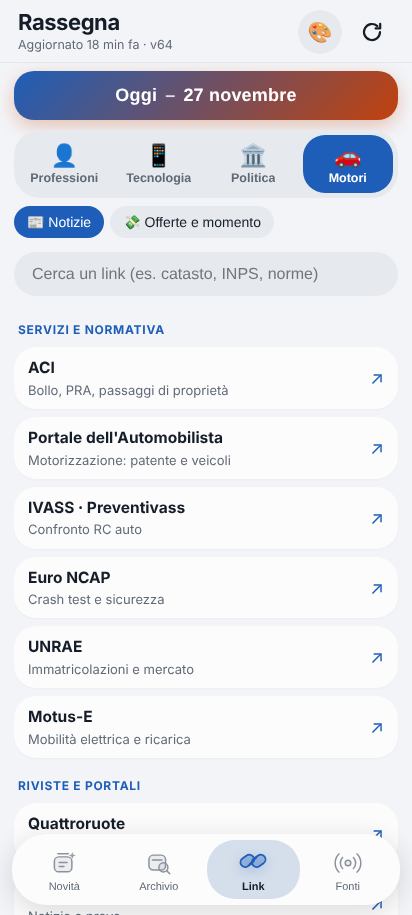 Rassegna
Aggiornato 18 min fa · v64
Oggi – 27 novembre
Professioni
Tecnologia
Politica
Motori
Notizie
Offerte e momento
Cerca un link (es. catasto, INPS, norme)
SERVIZI E NORMATIVA
ACI
Bollo, PRA, passaggi di proprietà
Portale dell'Automobilista
Motorizzazione: patente e veicoli
IVASS · Preventivass
Confronto RC auto
Euro NCAP
Crash test e sicurezza
UNRAE
Immatricolazioni e mercato
Motus-E
Mobilità elettrica e ricarica
RIVISTE E PORTALI
Quattroruote
Novità
Archivio
Link
Fonti